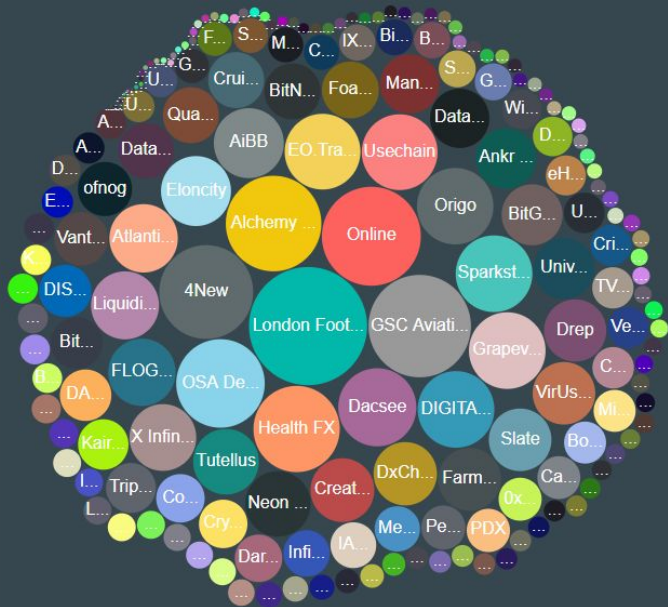 F...
S...
M...
C...
IX...
Bi...
B...
U...
G...
Crui...
BitN...
Foa...
Man...
S...
G...
U...
Qua...
Data...
Wi...
A...
AiBB
EO.Tra...
Usechain
D...
A...
Data...
Ankr ...
D...
ofnog
Eloncity
Origo
eH...
E...
Alchemy ...
BitG...
U...
Vant...
Atlanti...
Online
Cri...
K...
Sparkst...
Univ...
DIS...
Liquidi...
4New
TV...
London Foot...
GSC Aviati...
Drep
Ve...
Bit...
Grapev...
FLOG...
C...
B...
OSA De...
DA...
Dacsee
DIGITA...
VirUs...
Mi...
Kair...
X Infin...
Health FX
Slate
Bo...
Tutellus
I...
Trip...
Co...
Creat...
DxCh...
Farm...
Ca...
L...
Neon ...
0x...
Cry...
Me...
Pe...
PDX
Dar...
Infi...
IA...